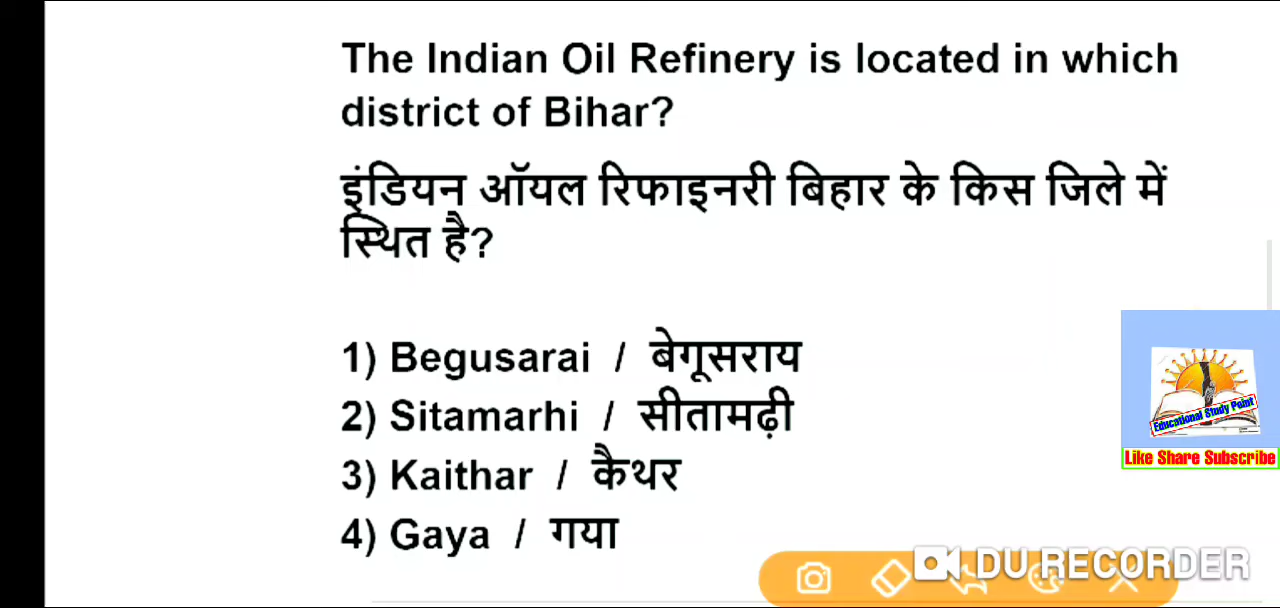 The Indian Oil Refinery is located in which
district of Bihar?
इंडियन ऑयल रिफाइनरी बिहार के किस जिले में
स्थित है?
1) Begusarai / बेगूसराय
2) Sitamarhi / सीतामढ़ी
3) Kaithar / कैथर
4) Gaya / गया
Educational Study Point
Like Share Subscribe
DU RECORDER